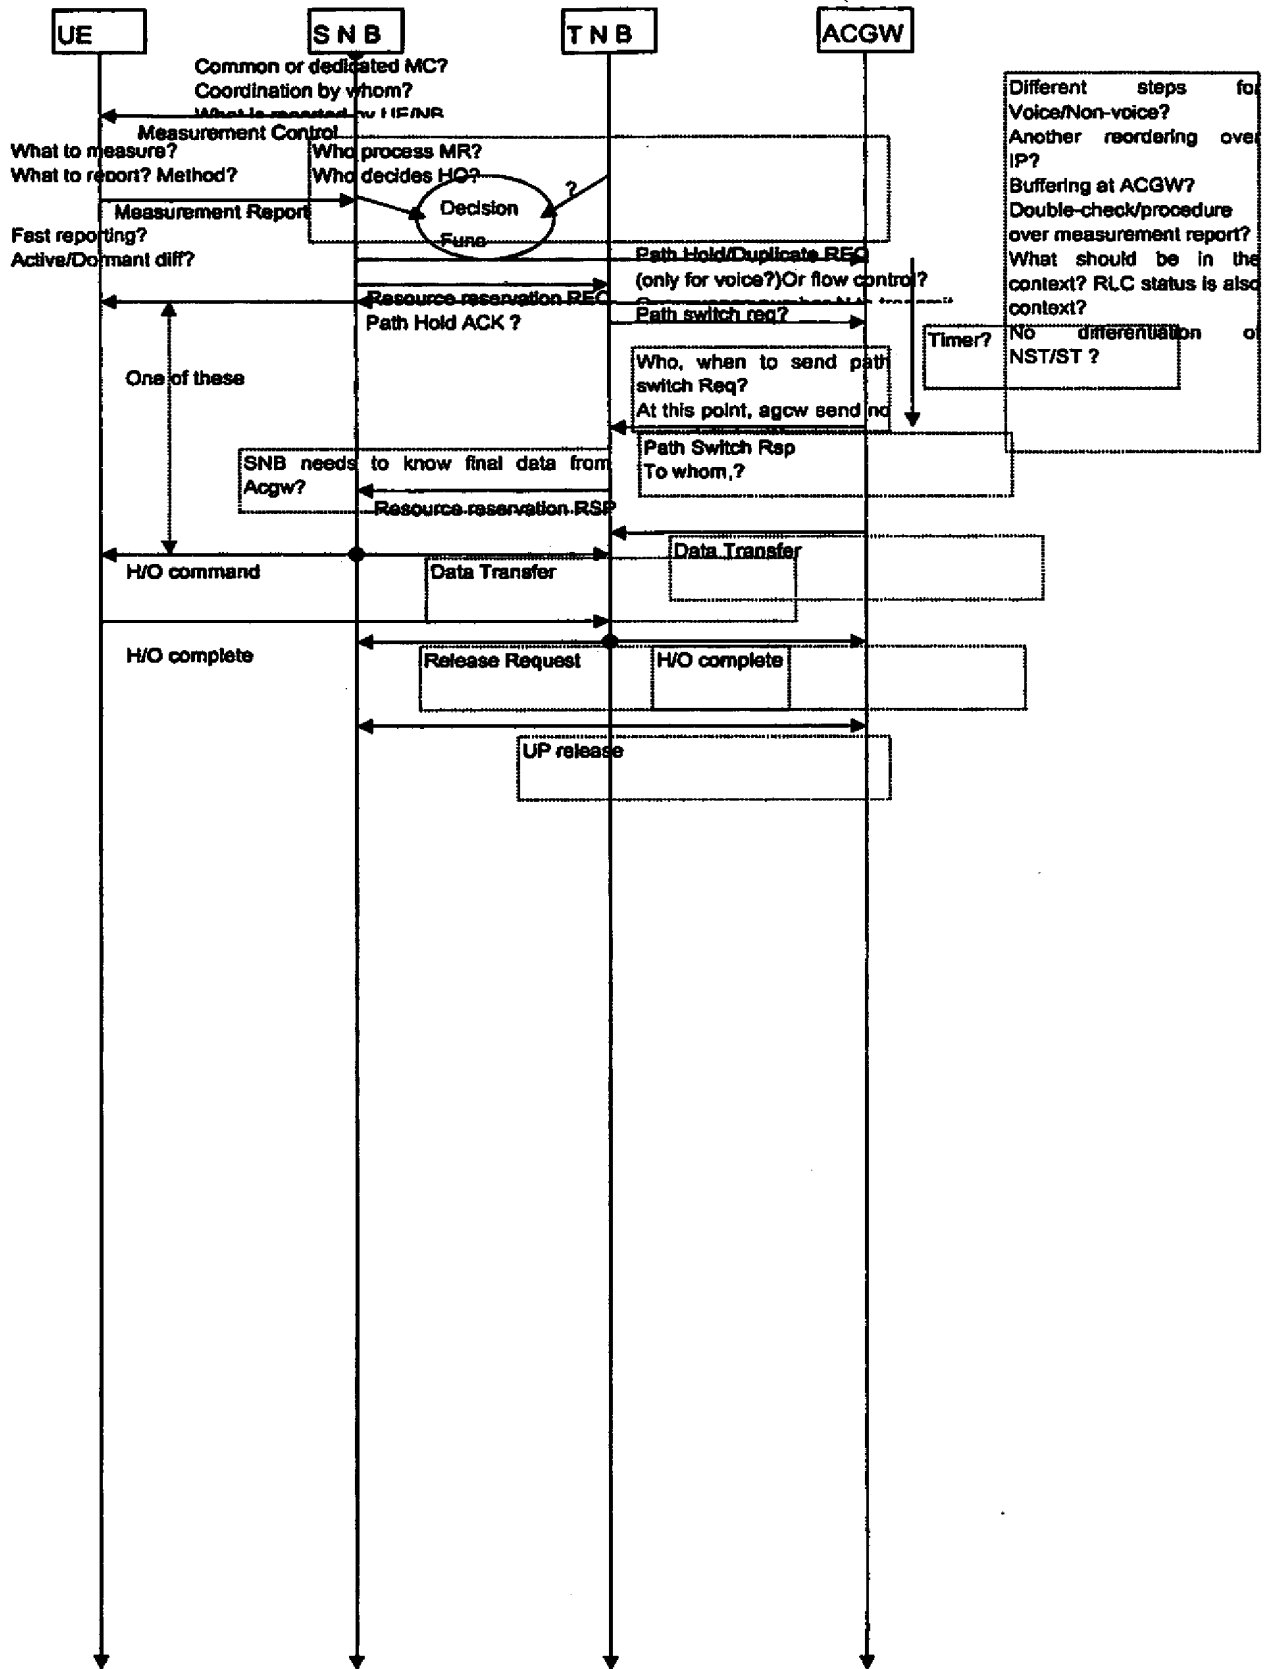 UE
S N B
T N B
ACGW
Common or dedicated MC?
Coordination by whom?
What is reported by UE/NB
Measurement Control
What to measure?
What to report? Method?
Who process MR?
Who decides HO?
?
Decision
Func
Measurement Report
Fast reporting?
Active/Dormant diff?
Different steps for
Voice/Non-voice?
Another reordering over
IP?
Buffering at ACGW?
Double-check/procedure
over measurement report?
What should be in the
context? RLC status is also
context?
No differentiation of
NST/ST ?
Path Hold/Duplicate REQ
(only for voice?)Or flow control?
Resource reservation REQ
Path Hold ACK ?
Path switch req?
Timer?
One of these
Who, when to send path
switch Req?
At this point, agcw send no
Path Switch Rsp
To whom,?
SNB needs to know final data from
Acgw?
Resource reservation RSP
Data Transfer
H/O command
Data Transfer
H/O complete
Release Request
H/O complete
UP release